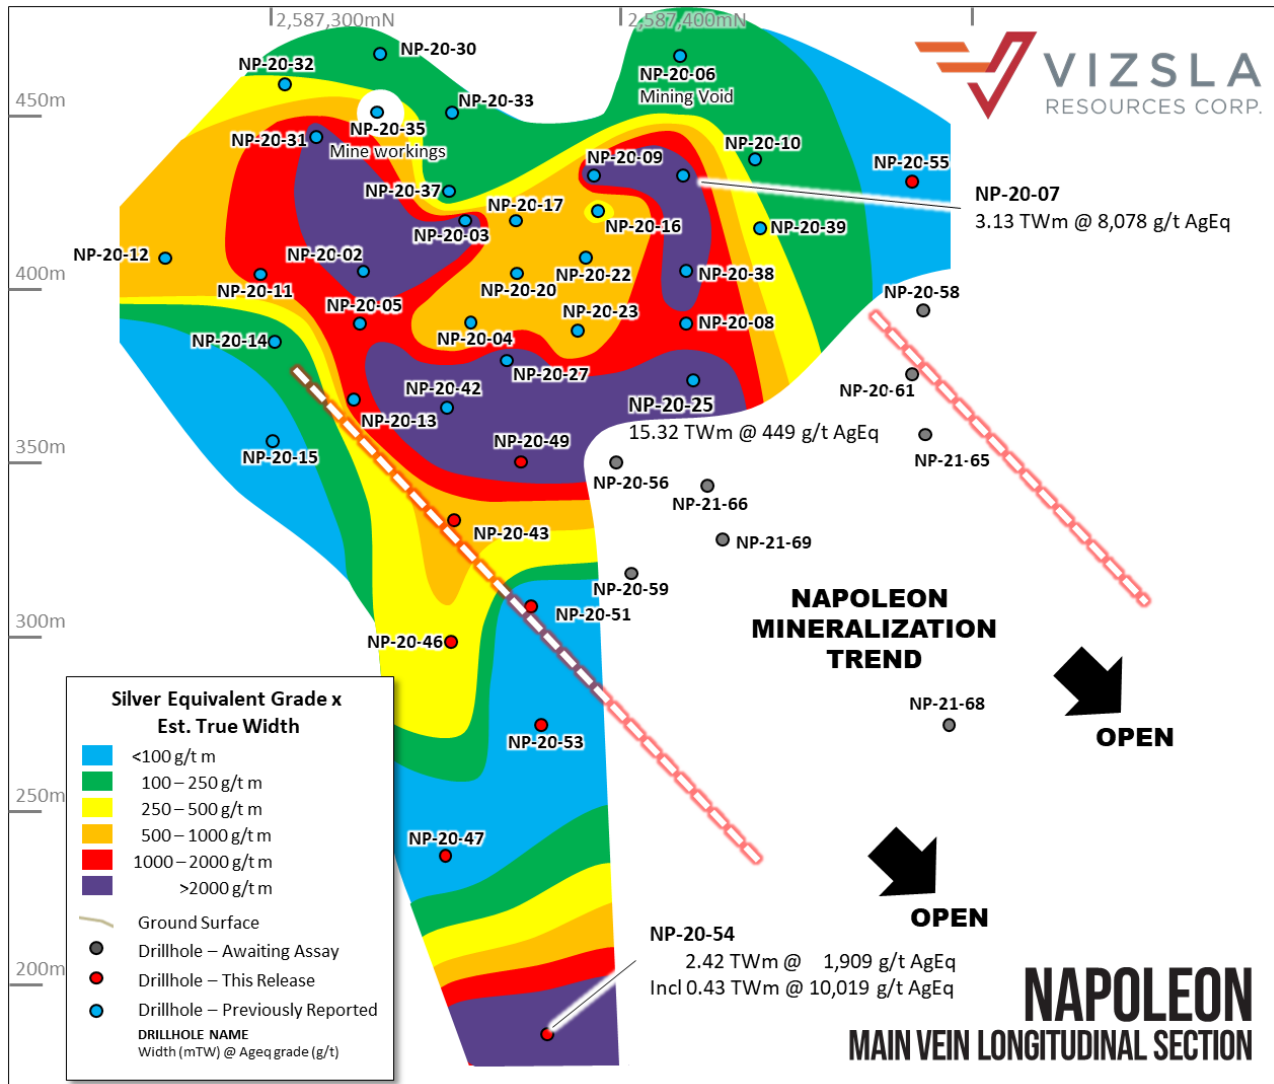 2,587,300mN
2,587,400mN
VIZSLA
RESOURCES CORP.
NP-20-30
NP-20-32
NP-20-06
Mining Void
450m
NP-20-33
NP-20-35
Mine workings
NP-20-31
NP-20-10
NP-20-09
NP-20-55
NP-20-37
NP-20-07
3.13 TWm @ 8,078 g/t AgEq
NP-20-17
NP-20-03
NP-20-16
NP-20-39
NP-20-12
NP-20-02
NP-20-22
NP-20-38
400m
NP-20-11
NP-20-20
NP-20-58
NP-20-05
NP-20-23
NP-20-08
NP-20-14
NP-20-04
NP-20-27
NP-20-42
NP-20-61
NP-20-25
15.32 TWm @ 449 g/t AgEq
NP-20-13
NP-20-49
NP-20-15
350m
NP-21-65
NP-20-56
NP-21-66
NP-20-43
NP-21-69
NP-20-59
NAPOLEON
MINERALIZATION
TREND
NP-20-51
300m
NP-20-46
NP-21-68
OPEN
NP-20-53
250m
NP-20-47
OPEN
200m
NP-20-54
2.42 TWm @ 1,909 g/t AgEq
Incl 0.43 TWm @ 10,019 g/t AgEq
Silver Equivalent Grade x
Est. True Width
<100 g/t m
100 – 250 g/t m
250 – 500 g/t m
500 – 1000 g/t m
1000 – 2000 g/t m
>2000 g/t m
Ground Surface
Drillhole – Awaiting Assay
Drillhole – This Release
Drillhole – Previously Reported
DRILLHOLE NAME
Width (mTW) @ Ageq grade (g/t)
NAPOLEON
MAIN VEIN LONGITUDINAL SECTION